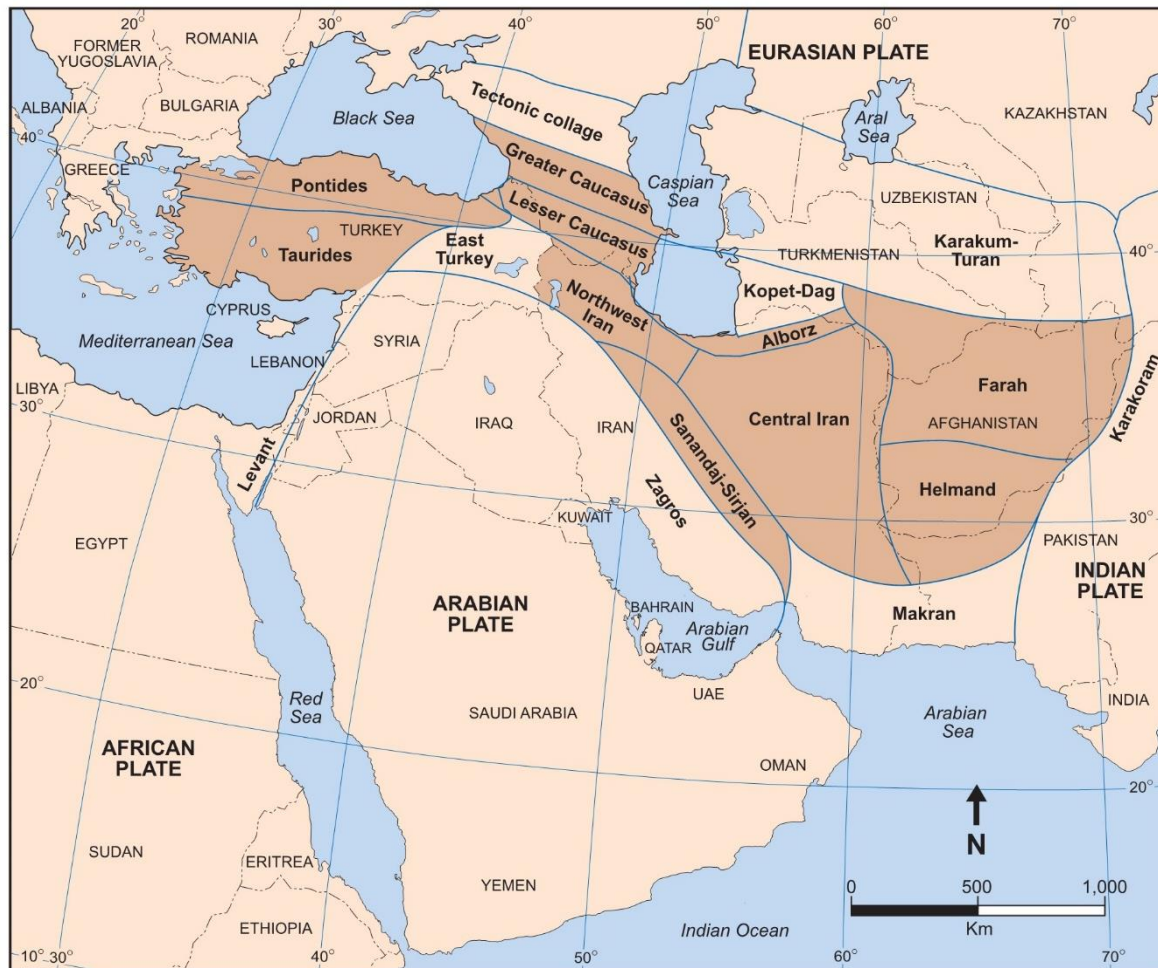 20°
30°
40°
50°
60°
70°
FORMER
YUGOSLAVIA
ROMANIA
EURASIAN PLATE
ALBANIA
BULGARIA
Black Sea
Tectonic collage
Aral
Sea
KAZAKHSTAN
40°
GREECE
Greater Caucasus
Caspian
Sea
UZBEKISTAN
Pontides
Lesser Caucasus
TURKEY
Taurides
East
Turkey
TURKMENISTAN
Karakum-
Turan
40°
CYPRUS
Northwest
Iran
Kopet-Dag
Mediterranean Sea
SYRIA
Alborz
LEBANON
LIBYA
30°
JORDAN
IRAQ
IRAN
Central Iran
Farah
AFGHANISTAN
Karakoram
Levant
Sanandaj-Sirjan
Helmand
Zagros
KUWAIT
30°
EGYPT
PAKISTAN
INDIAN
PLATE
ARABIAN
PLATE
BAHRAIN
Arabian
Gulf
QATAR
Makran
20°
Red
Sea
SAUDI ARABIA
UAE
INDIA
Arabian
Sea
AFRICAN
PLATE
OMAN
20°
N
SUDAN
ERITREA
YEMEN
0 500 1,000
Km
ETHIOPIA
Indian Ocean
10°
30°
40°
50°
60°
70°